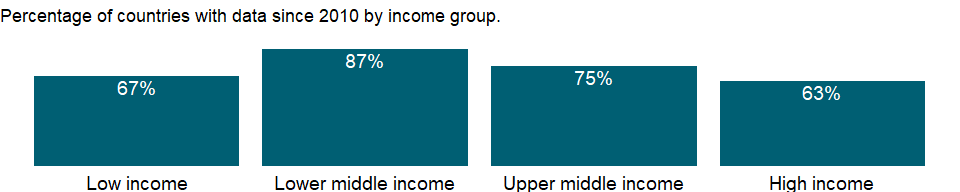 Percentage of countries with data since 2010 by income group.
67%
87%
75%
63%
Low income
Lower middle income
Upper middle income
High income